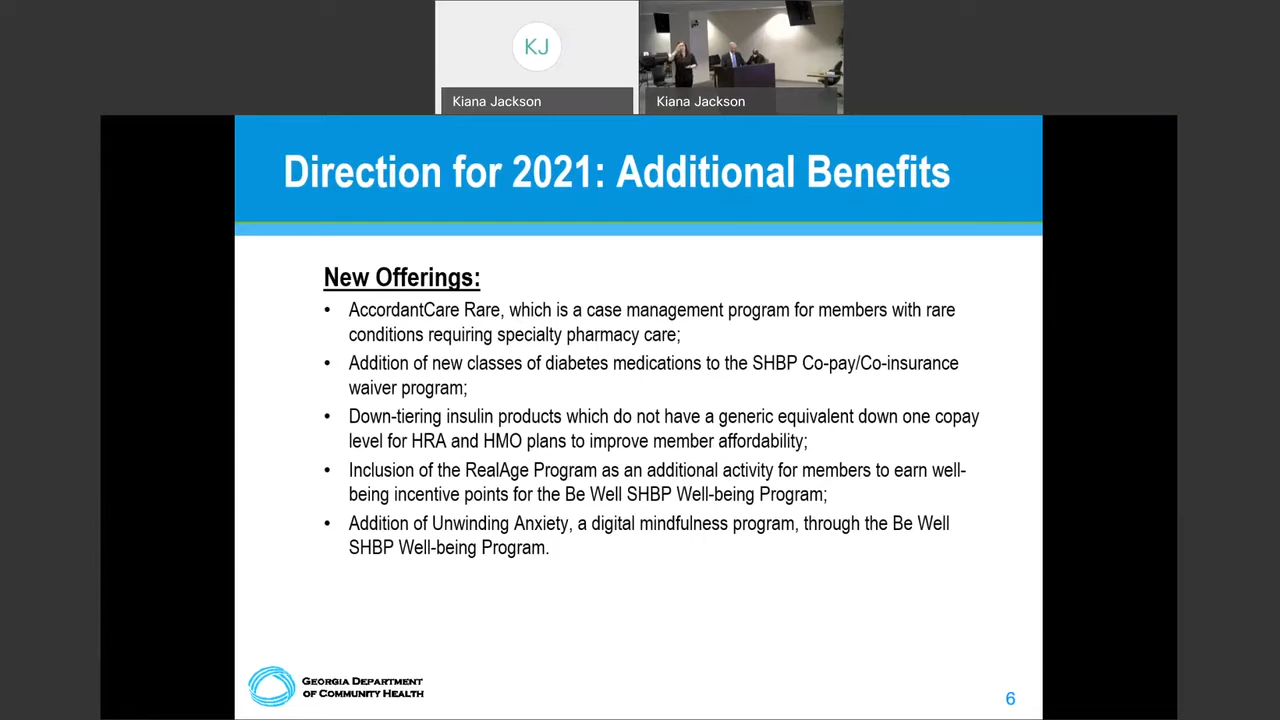 KJ
Kiana Jackson
Kiana Jackson
Direction for 2021: Additional Benefits
New Offerings:
• AccordantCare Rare, which is a case management program for members with rare
conditions requiring specialty pharmacy care;
• Addition of new classes of diabetes medications to the SHBP Co-pay/Co-insurance
waiver program;
• Down-tiering insulin products which do not have a generic equivalent down one copay
level for HRA and HMO plans to improve member affordability;
• Inclusion of the RealAge Program as an additional activity for members to earn well-
being incentive points for the Be Well SHBP Well-being Program;
• Addition of Unwinding Anxiety, a digital mindfulness program, through the Be Well
SHBP Well-being Program.
GEORGIA DEPARTMENT
OF COMMUNITY HEALTH
6